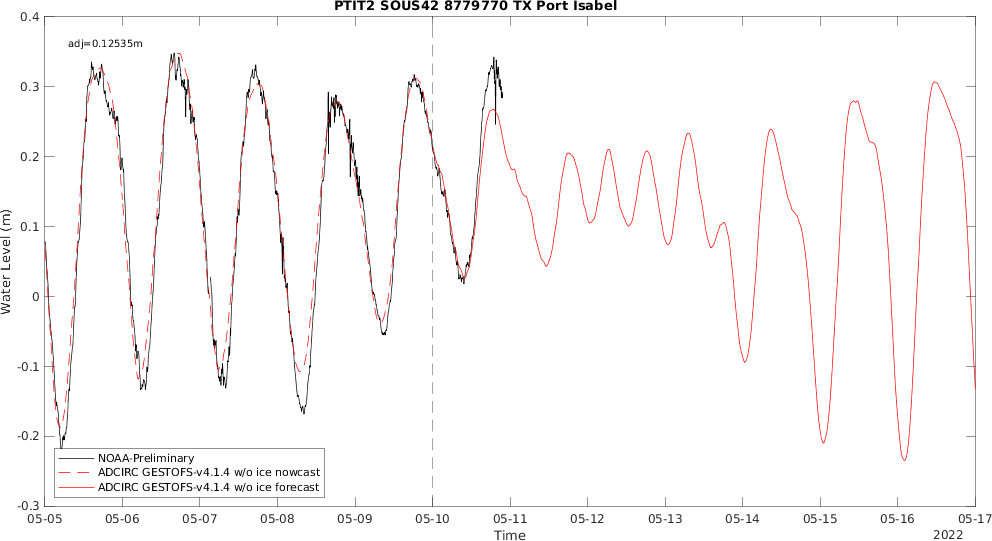 PTIT2 SOUS42 8779770 TX Port Isabel
adj=0.12535m
0.4
0.3
0.2
0.1
0
-0.1
-0.2
-0.3
Water Level (m)
NOAA-Preliminary
ADCIRC GESTOFS-v4.1.4 w/o ice nowcast
ADCIRC GESTOFS-v4.1.4 w/o ice forecast
05-05 05-06 05-07 05-08 05-09 05-10 05-11 05-12 05-13 05-14 05-15 05-16 05-17
Time
2022